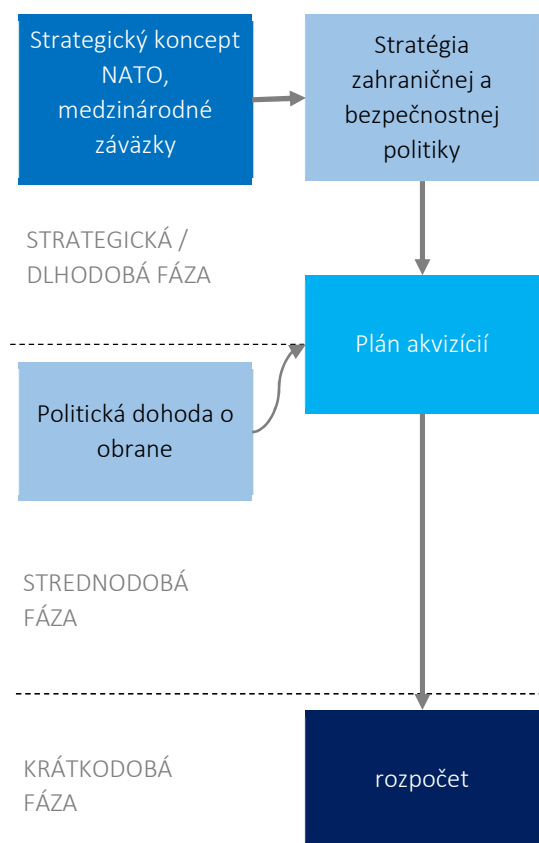 Strategický koncept
NATO,
medzinárodné
záväzky
Stratégia
zahraničnej a
bezpečnostnej
politiky
STRATEGICKÁ /
DLHODOBÁ FÁZA
Plán akvizícií
Politická dohoda o
obrane
STREDNODOBÁ
FÁZA
KRÁTKODOBÁ
FÁZA
rozpočet